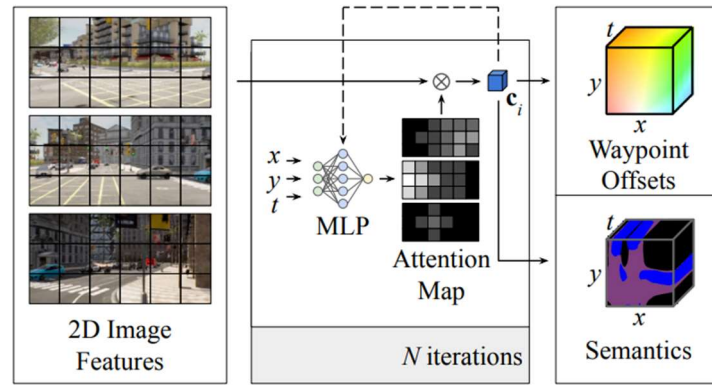 2D Image
Features
x
y
t
MLP
Attention
Map
c_i
N iterations
t
y
x
Waypoint
Offsets
t
y
x
Semantics